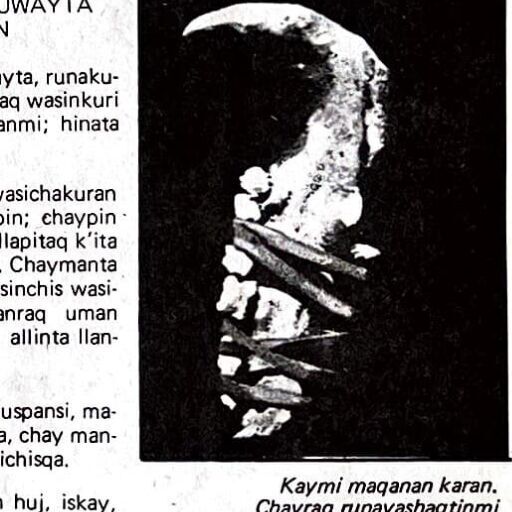 UWAYTA
N
yta, runaku-
aq wasinkuri
anmi; hinata
wasichakuran
pin; chaypin
llapitaq k'ita
. Chaymanta
sinchis wasi-
anraq uman
allinta llan-
uspansi, ma-
a, chay man-
ichisqa.
huj, iskay,
Kaymi maqanan karan.
Chayraq runayashaqtinmi